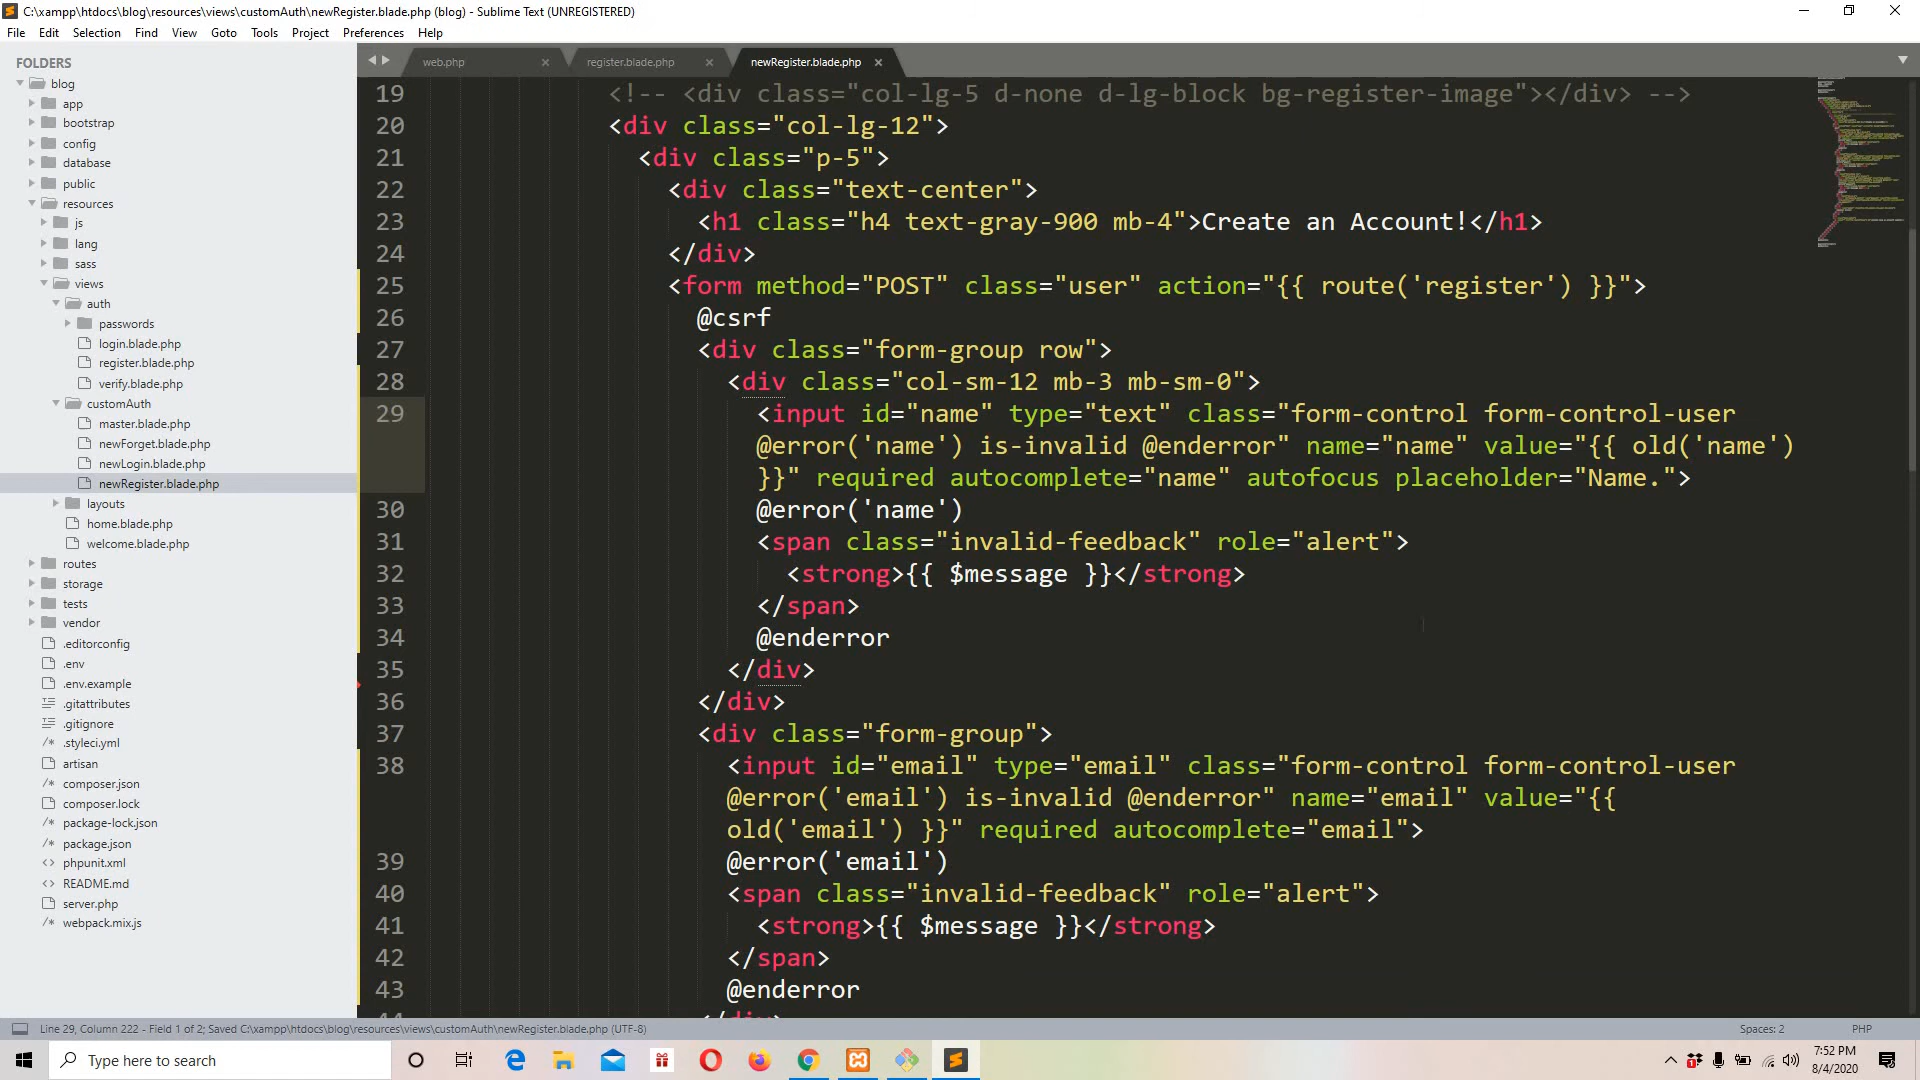 C:\xampp\htdocs\blog\resources\views\customAuth\newRegister.blade.php (blog) - Sublime Text (UNREGISTERED)
File Edit Selection Find View Goto Tools Project Preferences Help
FOLDERS
blog
app
bootstrap
config
database
public
resources
js
lang
sass
views
auth
passwords
login.blade.php
register.blade.php
verify.blade.php
customAuth
master.blade.php
newForget.blade.php
newLogin.blade.php
newRegister.blade.php
layouts
home.blade.php
welcome.blade.php
routes
storage
tests
vendor
.editorconfig
.env
.env.example
.gitattributes
.gitignore
.styleci.yml
artisan
composer.json
composer.lock
package-lock.json
package.json
phpunit.xml
README.md
server.php
webpack.mix.js
web.php register.blade.php newRegister.blade.php
19 <!-- <div class="col-lg-5 d-none d-lg-block bg-register-image"></div> -->
20 <div class="col-lg-12">
21 <div class="p-5">
22 <div class="text-center">
23 <h1 class="h4 text-gray-900 mb-4">Create an Account!</h1>
24 </div>
25 <form method="POST" class="user" action="{{ route('register') }}">
26 @csrf
27 <div class="form-group row">
28 <div class="col-sm-12 mb-3 mb-sm-0">
29 <input id="name" type="text" class="form-control form-control-user
@error('name') is-invalid @enderror" name="name" value="{{ old('name')
}}" required autocomplete="name" autofocus placeholder="Name.">
30 @error('name')
31 <span class="invalid-feedback" role="alert">
32 <strong>{{ $message }}</strong>
33 </span>
34 @enderror
35 </div>
36 </div>
37 <div class="form-group">
38 <input id="email" type="email" class="form-control form-control-user
@error('email') is-invalid @enderror" name="email" value="{{
old('email') }}" required autocomplete="email">
39 @error('email')
40 <span class="invalid-feedback" role="alert">
41 <strong>{{ $message }}</strong>
42 </span>
43 @enderror
44 </div>
Line 29, Column 222 - Field 1 of 2; Saved C:\xampp\htdocs\blog\resources\views\customAuth\newRegister.blade.php (UTF-8) Spaces: 2 PHP
Type here to search
7:52 PM
8/4/2020